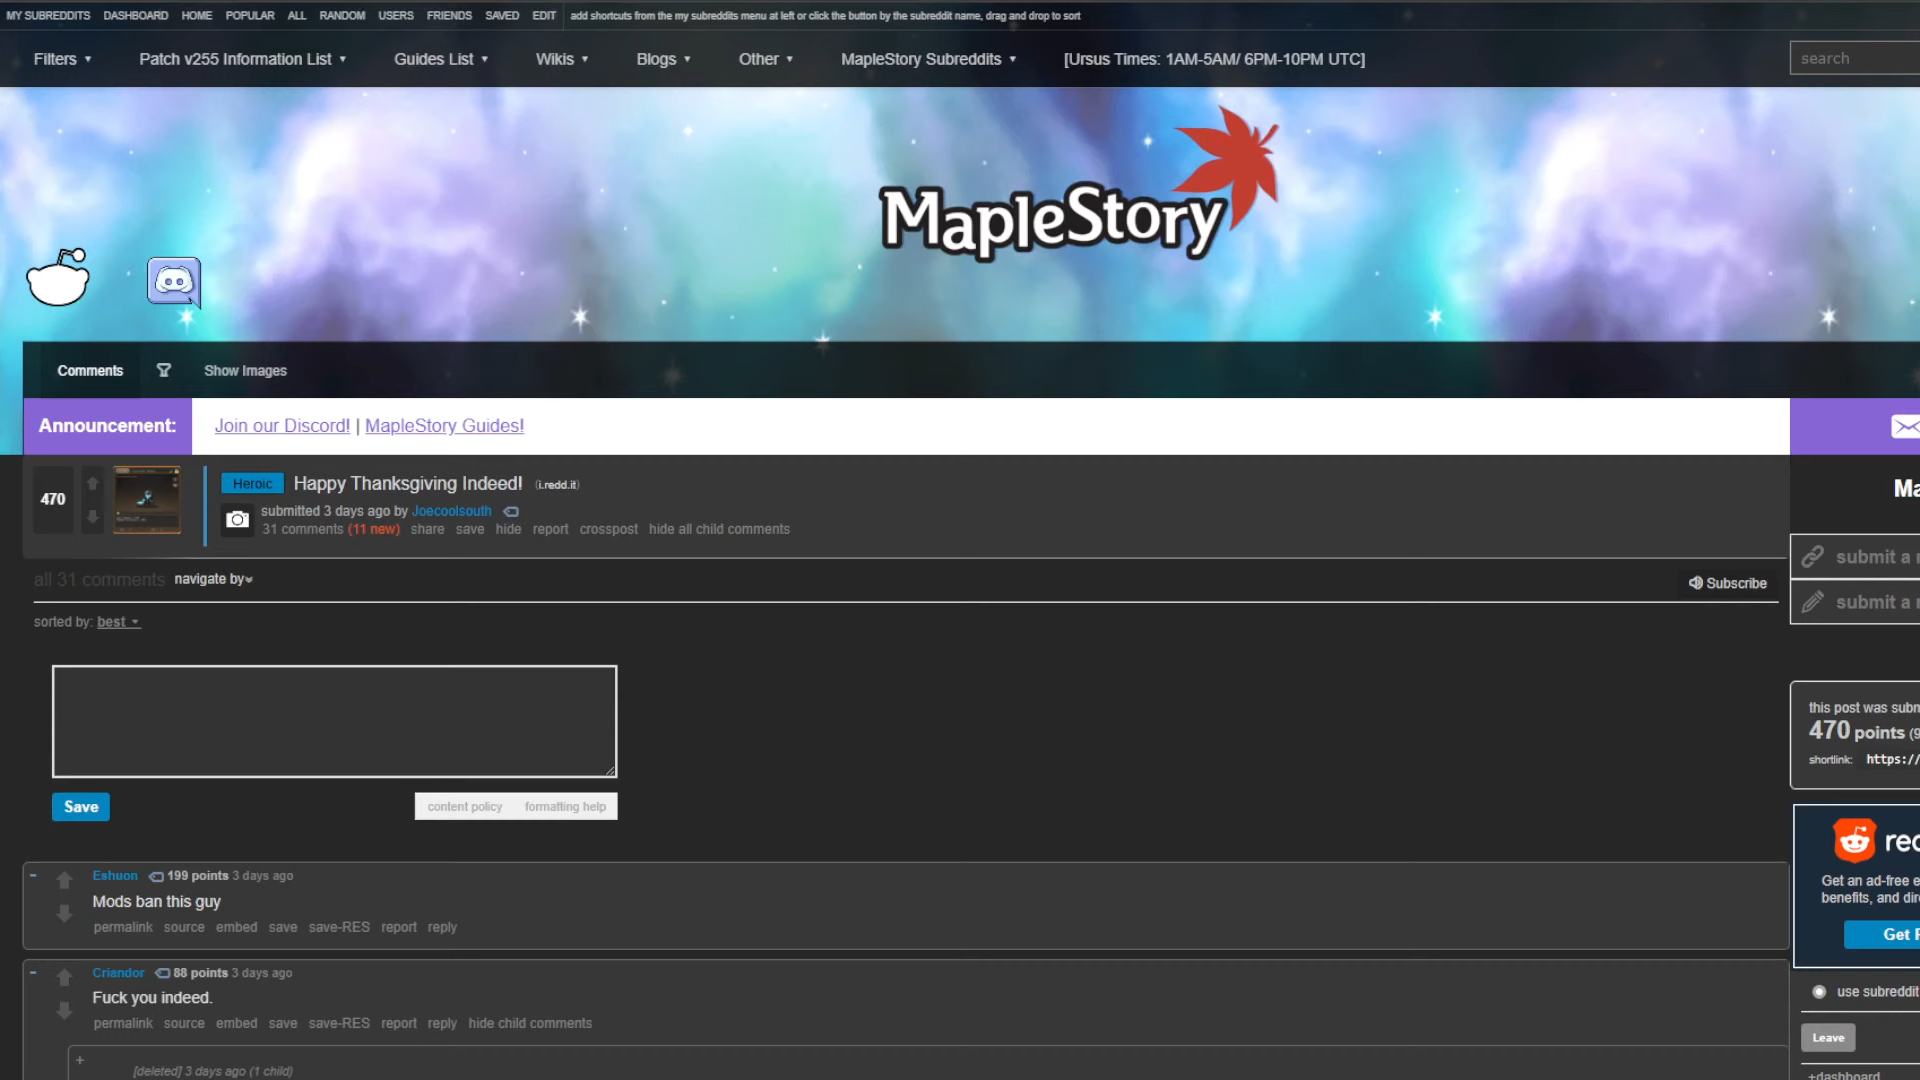 MY SUBREDDITS DASHBOARD HOME POPULAR ALL RANDOM USERS FRIENDS SAVED EDIT add shortcuts from the my subreddits menu at left or click the button by the subreddit name, drag and drop to sort
Filters Patch v255 Information List Guides List Wikis Blogs Other MapleStory Subreddits [Ursus Times: 1AM-5AM/ 6PM-10PM UTC] search
MapleStory
Comments Show Images
Announcement: Join our Discord! | MapleStory Guides!
470 Heroic Happy Thanksgiving Indeed! (i.redd.it)
submitted 3 days ago by Joecoolsouth
31 comments (11 new) share save hide report crosspost hide all child comments
Ma
all 31 comments navigate by
Subscribe
submit a
submit a
sorted by: best
this post was subm
470 points (9
shortlink: https://
Save content policy formatting help
red
Get an ad-free e
benefits, and dire
Get P
Eshuon 199 points 3 days ago
Mods ban this guy
permalink source embed save save-RES report reply
Criandor 88 points 3 days ago
Fuck you indeed.
permalink source embed save save-RES report reply hide child comments
[deleted] 3 days ago (1 child)
use subreddit
Leave
+dashboard